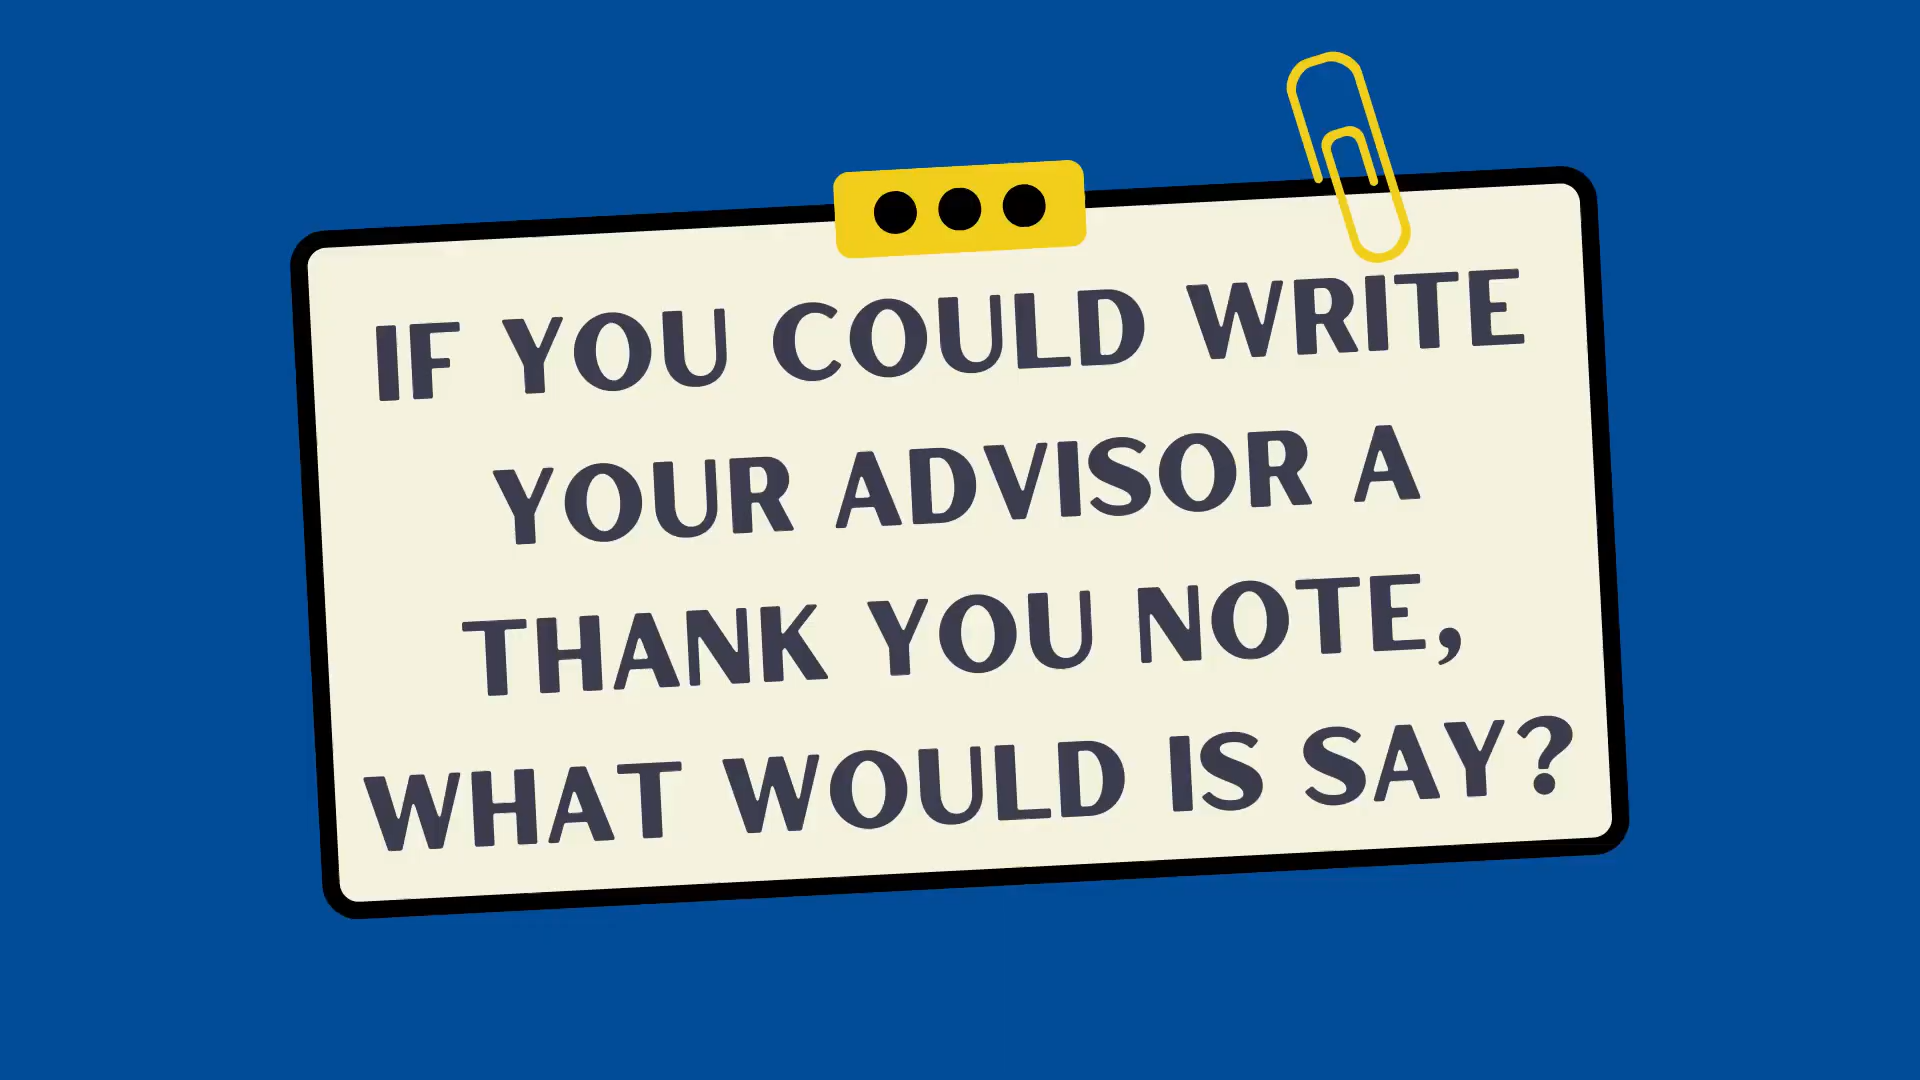 IF YOU COULD WRITE
YOUR ADVISOR A
THANK YOU NOTE,
WHAT WOULD IS SAY?